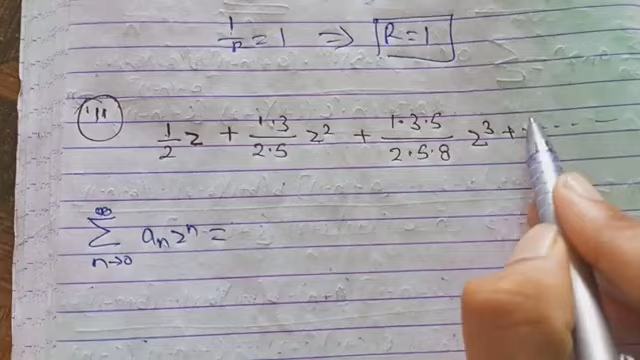 1/R = 1 ⇒ R = 1
(iii) 1/2 z + 1·3/2·5 z² + 1·3·5/2·5·8 z³ + ......
∞
∑ aₙ zⁿ =
n→0